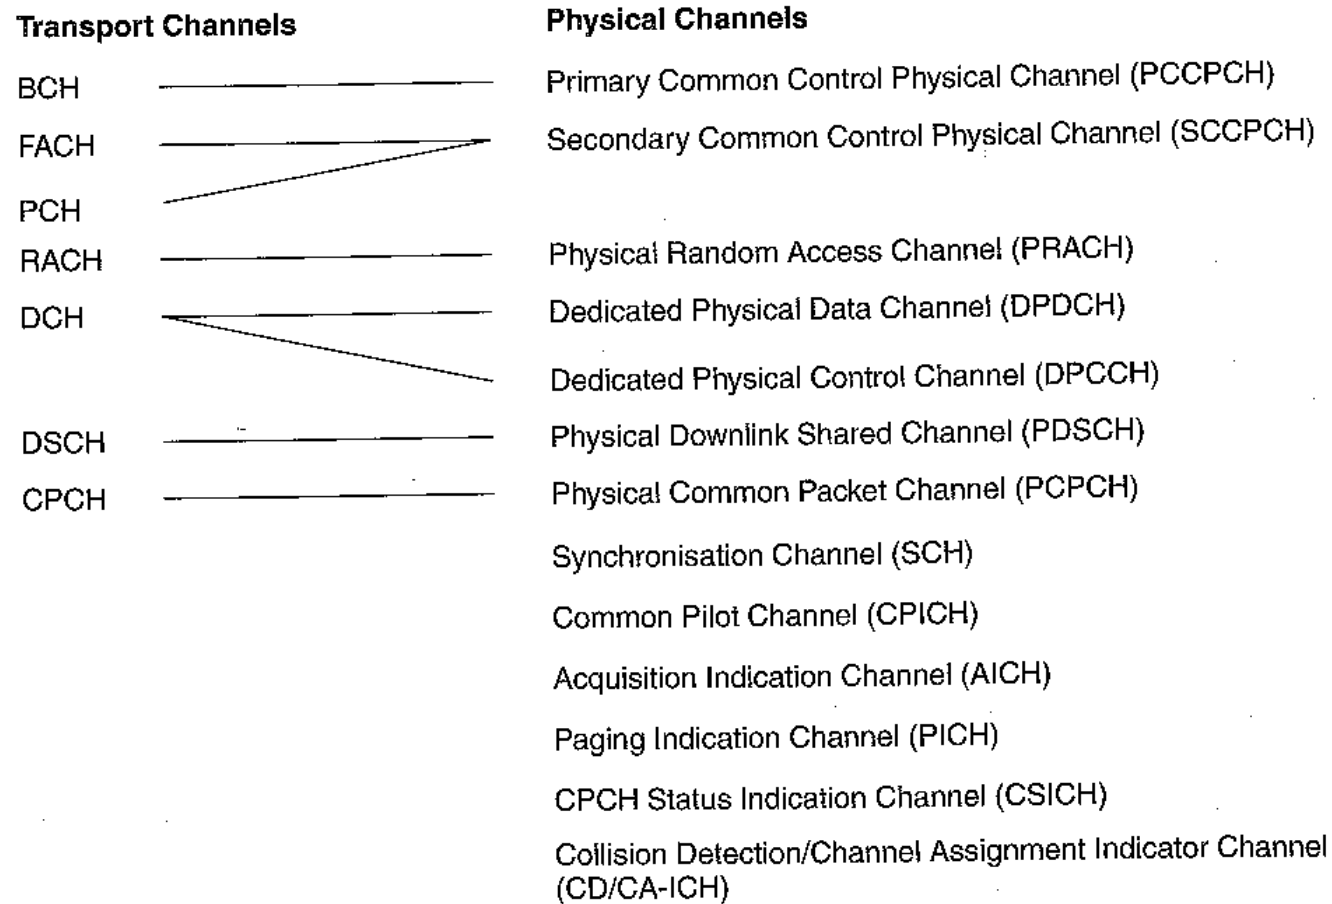 Transport Channels
Physical Channels
BCH
Primary Common Control Physical Channel (PCCPCH)
FACH
Secondary Common Control Physical Channel (SCCPCH)
PCH
RACH
Physical Random Access Channel (PRACH)
DCH
Dedicated Physical Data Channel (DPDCH)
Dedicated Physical Control Channel (DPCCH)
DSCH
Physical Downlink Shared Channel (PDSCH)
CPCH
Physical Common Packet Channel (PCPCH)
Synchronisation Channel (SCH)
Common Pilot Channel (CPICH)
Acquisition Indication Channel (AICH)
Paging Indication Channel (PICH)
CPCH Status Indication Channel (CSICH)
Collision Detection/Channel Assignment Indicator Channel
(CD/CA-ICH)